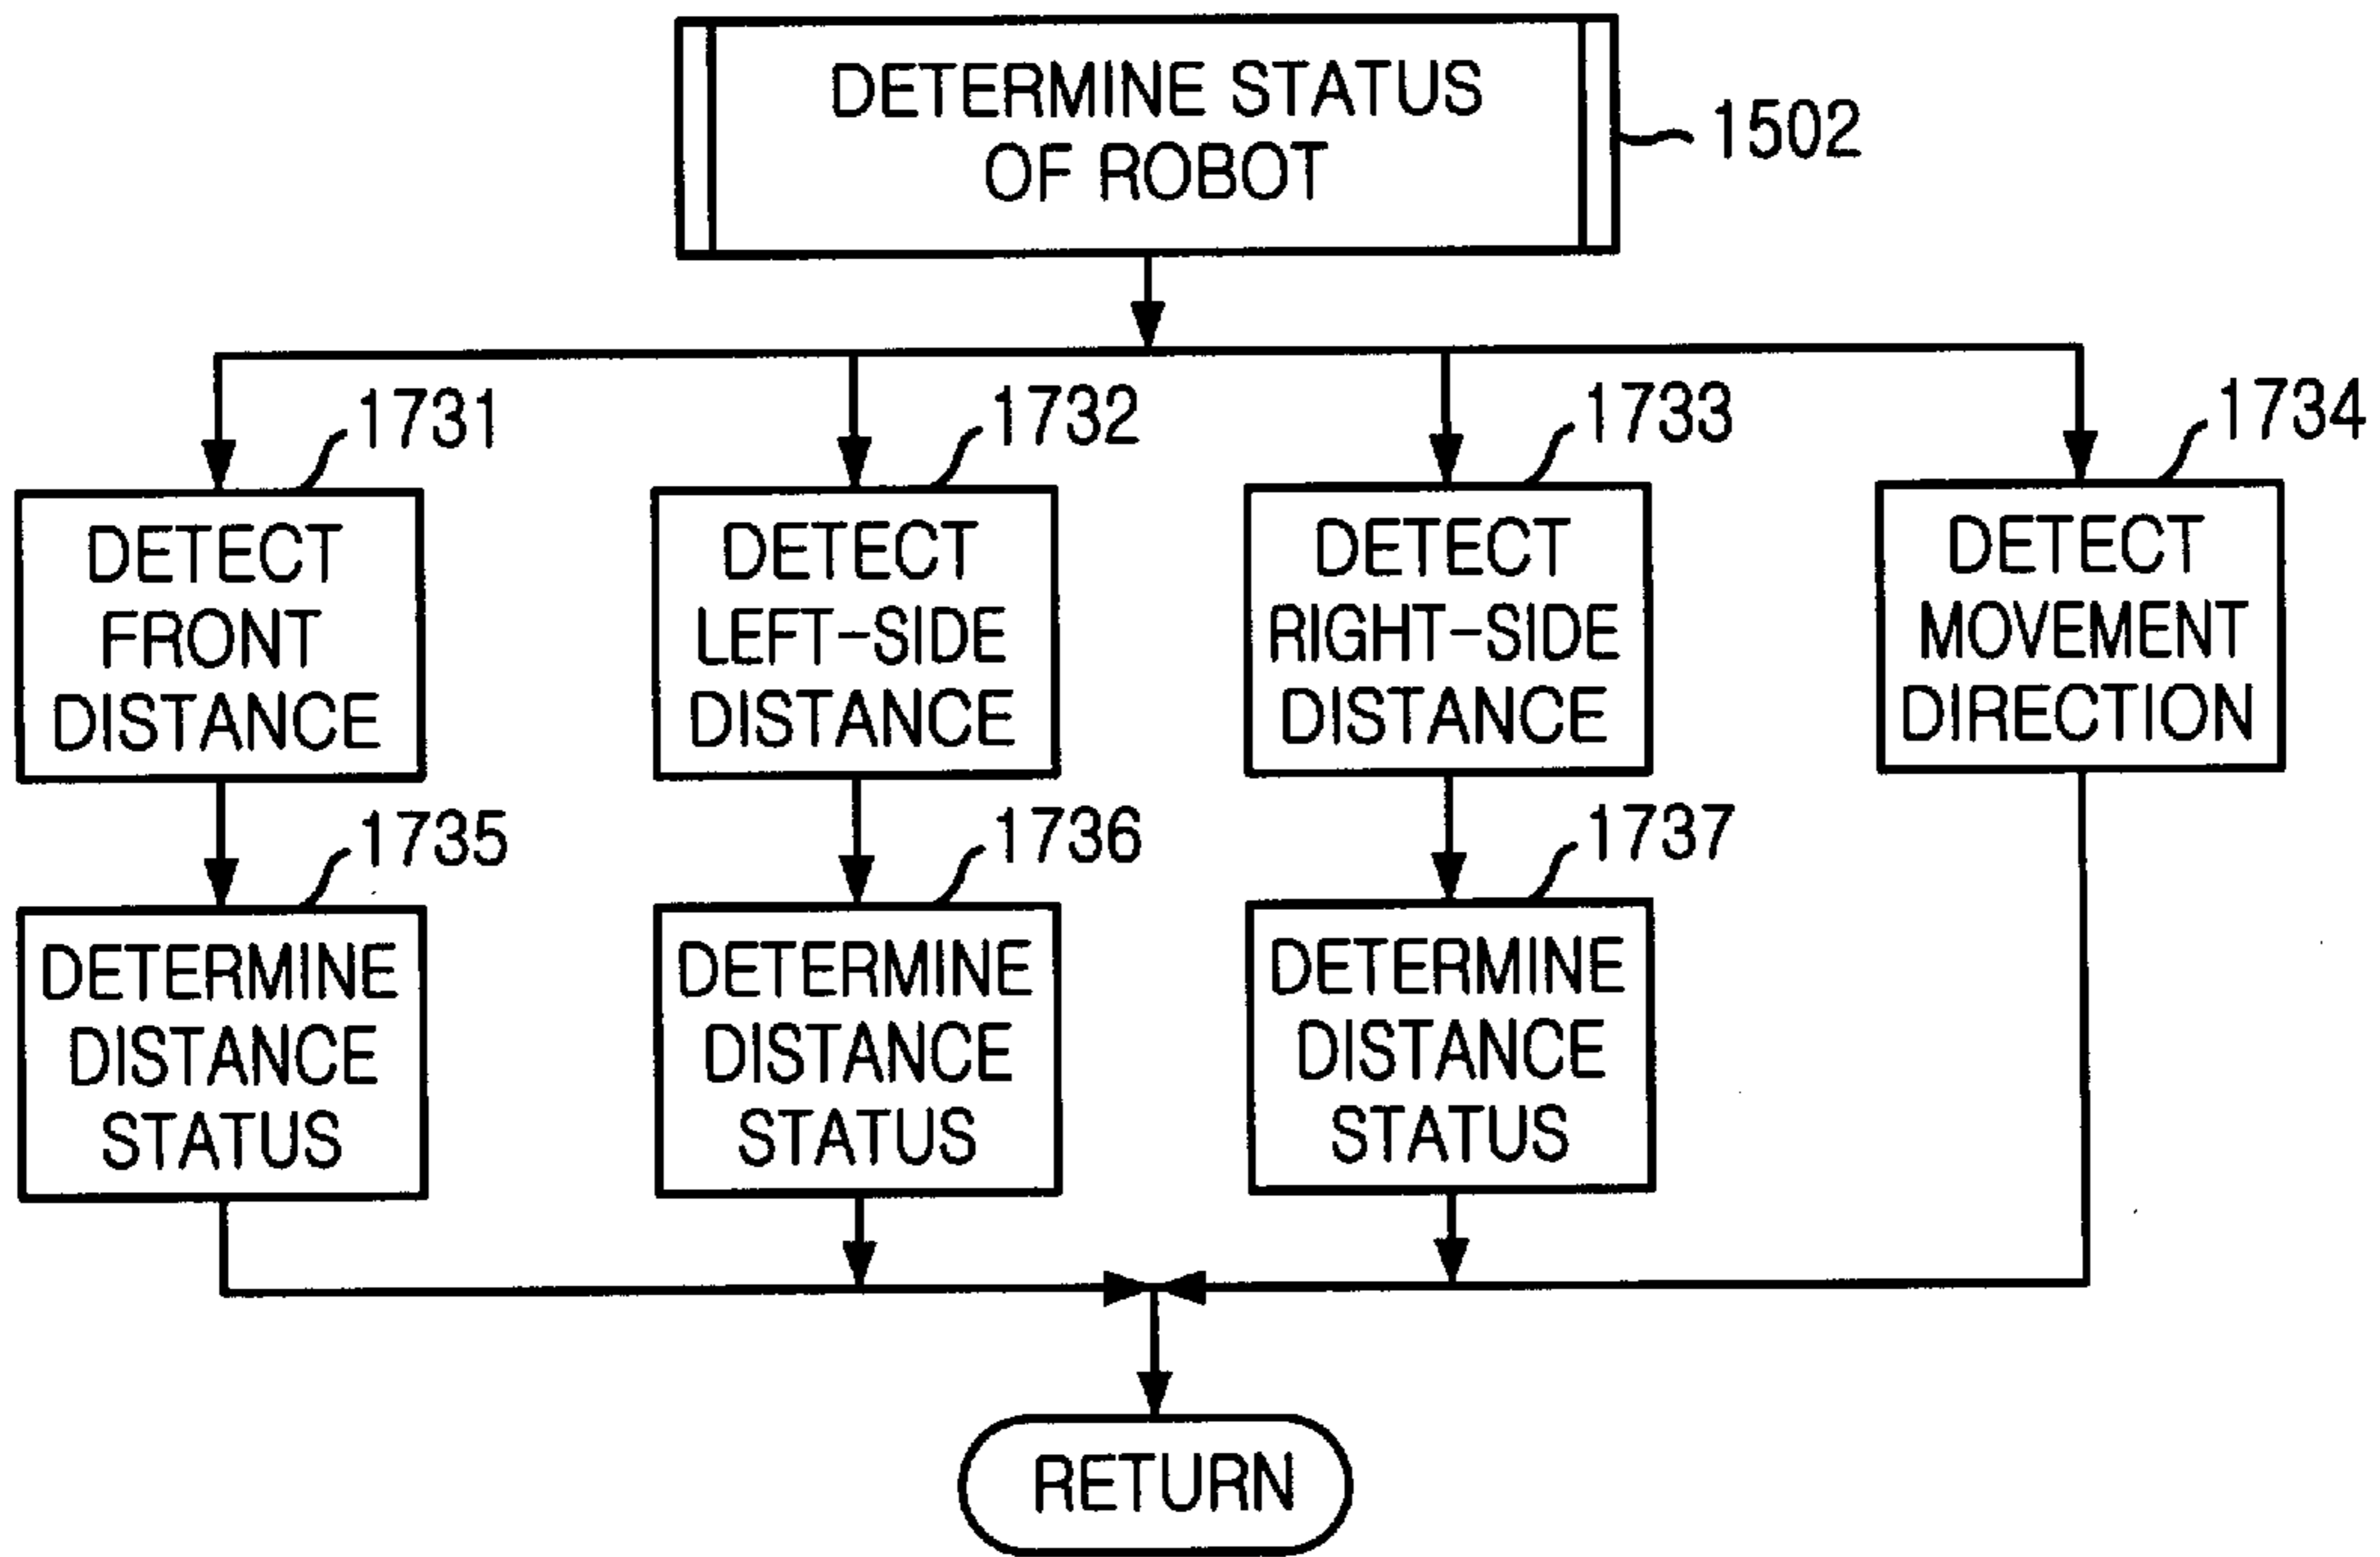 DETERMINE STATUS
OF ROBOT
1502
1731
1732
1733
1734
DETECT
FRONT
DISTANCE
DETECT
LEFT-SIDE
DISTANCE
DETECT
RIGHT-SIDE
DISTANCE
DETECT
MOVEMENT
DIRECTION
1735
1736
1737
DETERMINE
DISTANCE
STATUS
DETERMINE
DISTANCE
STATUS
DETERMINE
DISTANCE
STATUS
RETURN